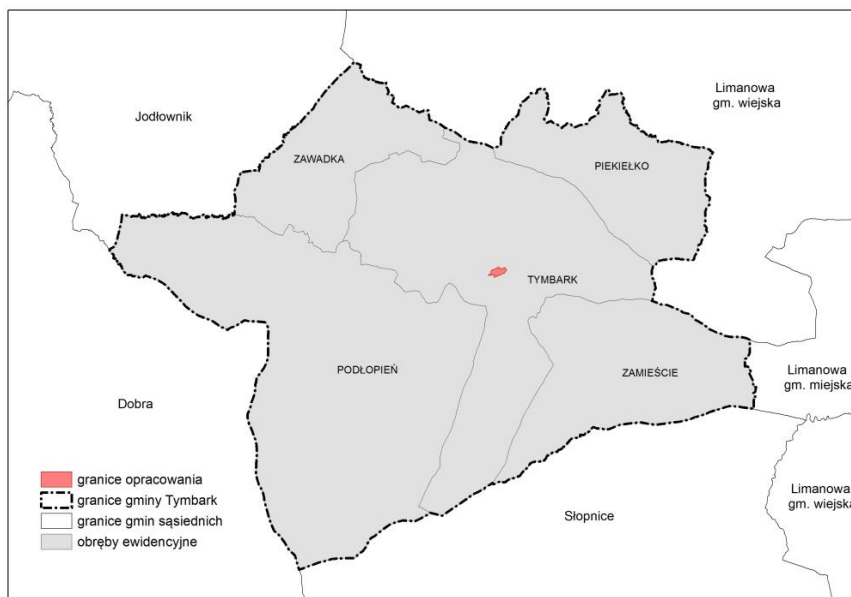 Limanowa
gm. wiejska
Jodłownik
ZAWADKA
PIEKIEŁKO
TYMBARK
PODŁOPIEŃ
ZAMIEŚCIE
Limanowa
gm. miejska
Dobra
granice opracowania
granice gminy Tymbark
granice gmin sąsiednich
obręby ewidencyjne
Słopnice
Limanowa
gm. wiejska